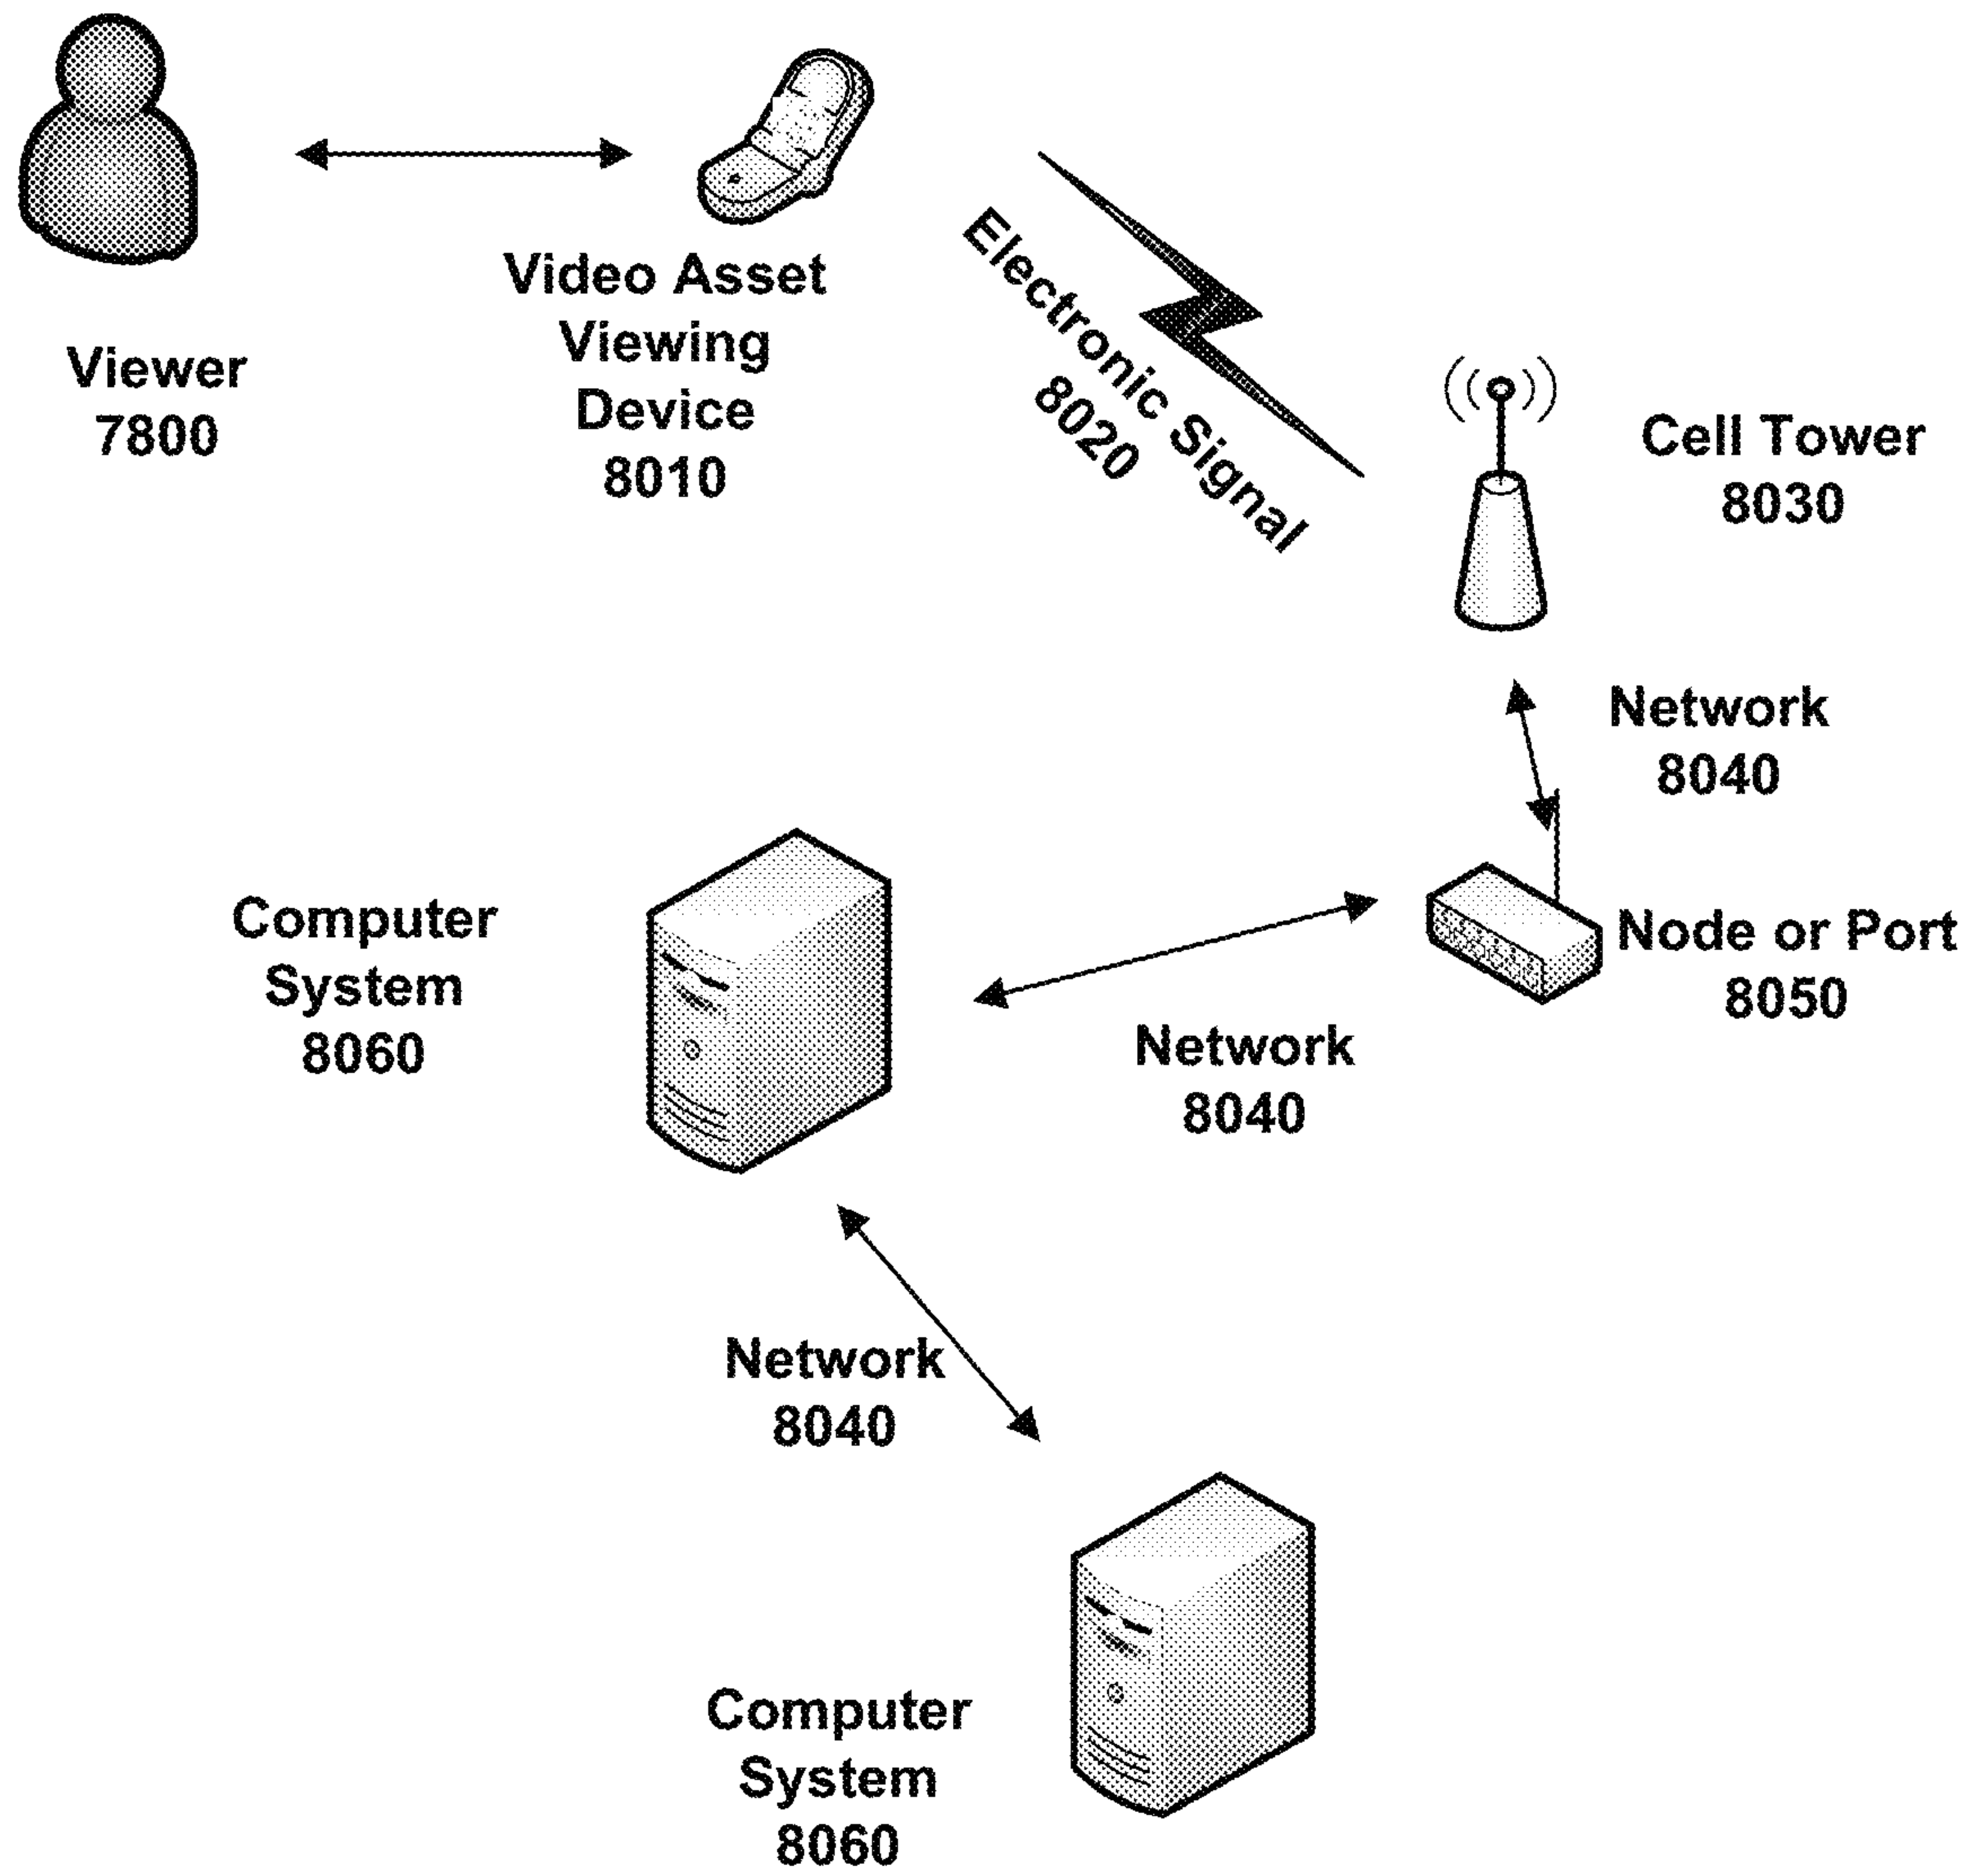 Viewer
7800
Video Asset
Viewing
Device
8010
Electronic Signal
8020
Cell Tower
8030
Network
8040
Node or Port
8050
Computer
System
8060
Network
8040
Network
8040
Computer
System
8060